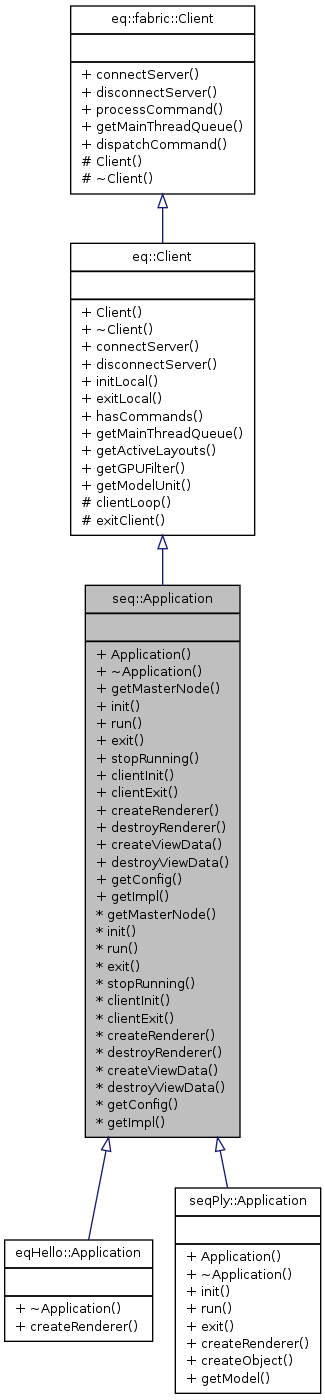 eq::fabric::Client
+ connectServer()
+ disconnectServer()
+ processCommand()
+ getMainThreadQueue()
+ dispatchCommand()
# Client()
# ~Client()
eq::Client
+ Client()
+ ~Client()
+ connectServer()
+ disconnectServer()
+ initLocal()
+ exitLocal()
+ hasCommands()
+ getMainThreadQueue()
+ getActiveLayouts()
+ getGPUFilter()
+ getModelUnit()
# clientLoop()
# exitClient()
seq::Application
+ Application()
+ ~Application()
+ getMasterNode()
+ init()
+ run()
+ exit()
+ stopRunning()
+ clientInit()
+ clientExit()
+ createRenderer()
+ destroyRenderer()
+ createViewData()
+ destroyViewData()
+ getConfig()
+ getImpl()
* getMasterNode()
* init()
* run()
* exit()
* stopRunning()
* clientInit()
* clientExit()
* createRenderer()
* destroyRenderer()
* createViewData()
* destroyViewData()
* getConfig()
* getImpl()
eqHello::Application
+ ~Application()
+ createRenderer()
seqPly::Application
+ Application()
+ ~Application()
+ init()
+ run()
+ exit()
+ createRenderer()
+ createObject()
+ getModel()